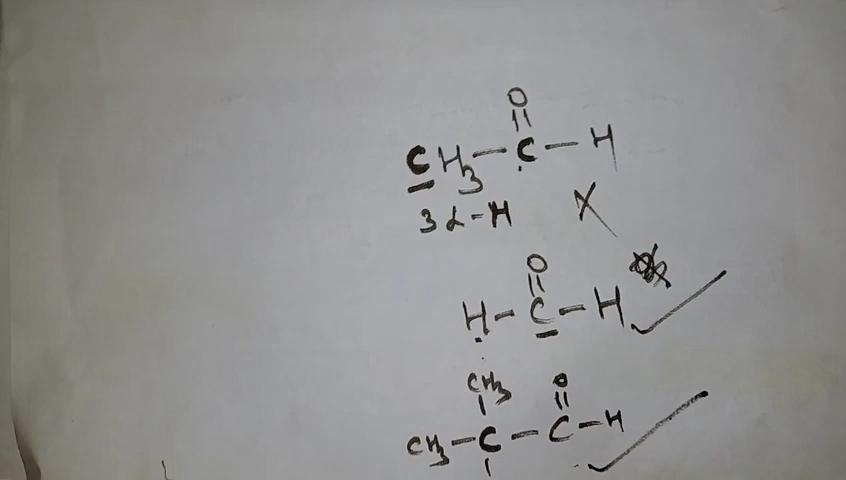 O
||
CH3 — C — H
3 α - H X
O
||
H - C - H ✓
CH3 O
| ||
CH3 — C — C — H ✓
|